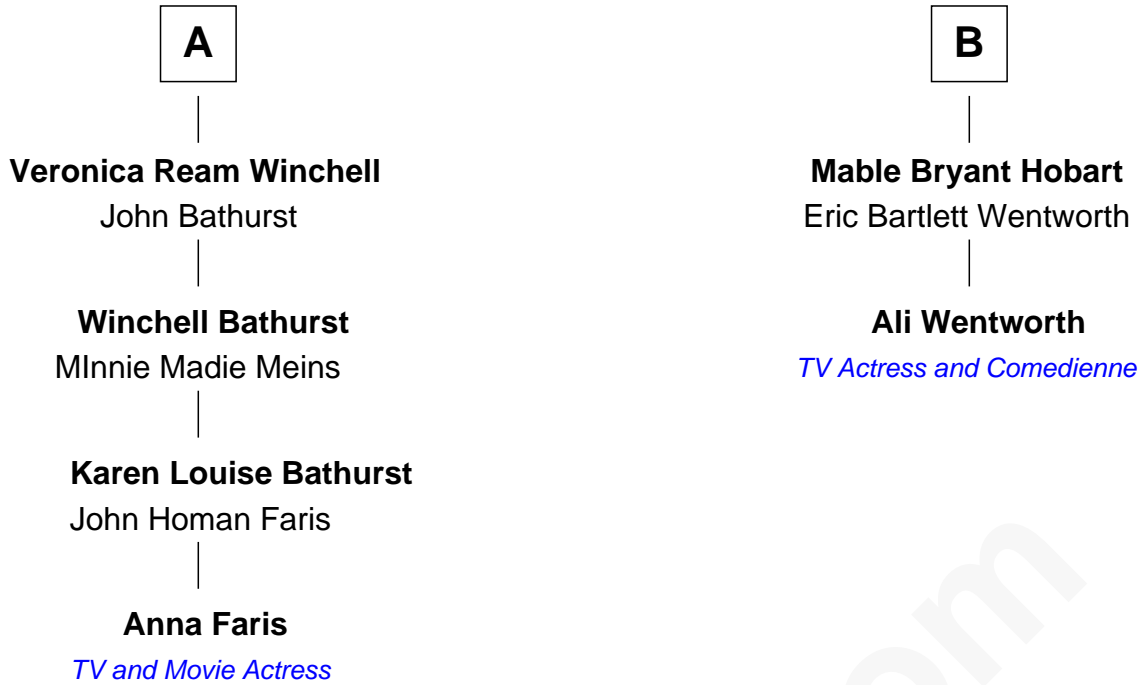 A
Veronica Ream Winchell
John Bathurst
Winchell Bathurst
MInnie Madie Meins
Karen Louise Bathurst
John Homan Faris
Anna Faris
TV and Movie Actress
B
Mable Bryant Hobart
Eric Bartlett Wentworth
Ali Wentworth
TV Actress and Comedienne
om